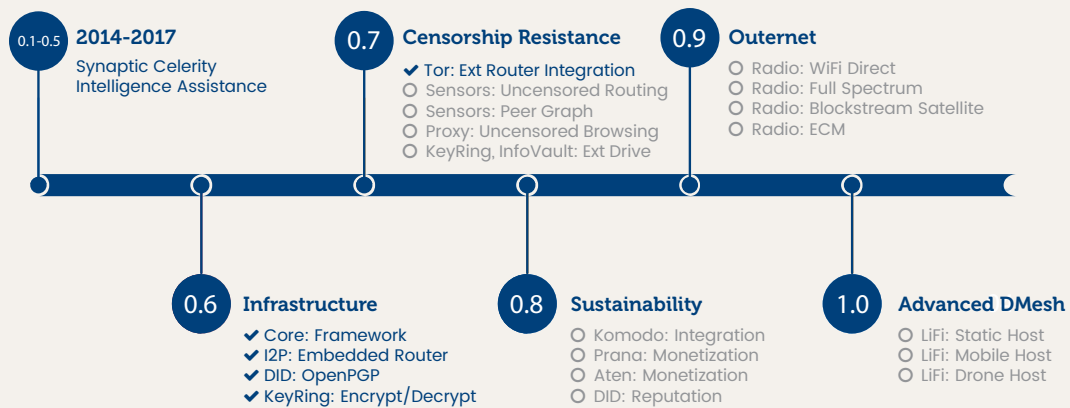 0.1-0.5
2014-2017
Synaptic Celerity
Intelligence Assistance
0.7
Censorship Resistance
Tor: Ext Router Integration
Sensors: Uncensored Routing
Sensors: Peer Graph
Proxy: Uncensored Browsing
KeyRing, InfoVault: Ext Drive
0.9
Outernet
Radio: WiFi Direct
Radio: Full Spectrum
Radio: Blockstream Satellite
Radio: ECM
0.6
Infrastructure
Core: Framework
I2P: Embedded Router
DID: OpenPGP
KeyRing: Encrypt/Decrypt
0.8
Sustainability
Komodo: Integration
Prana: Monetization
Aten: Monetization
DID: Reputation
1.0
Advanced DMesh
LiFi: Static Host
LiFi: Mobile Host
LiFi: Drone Host